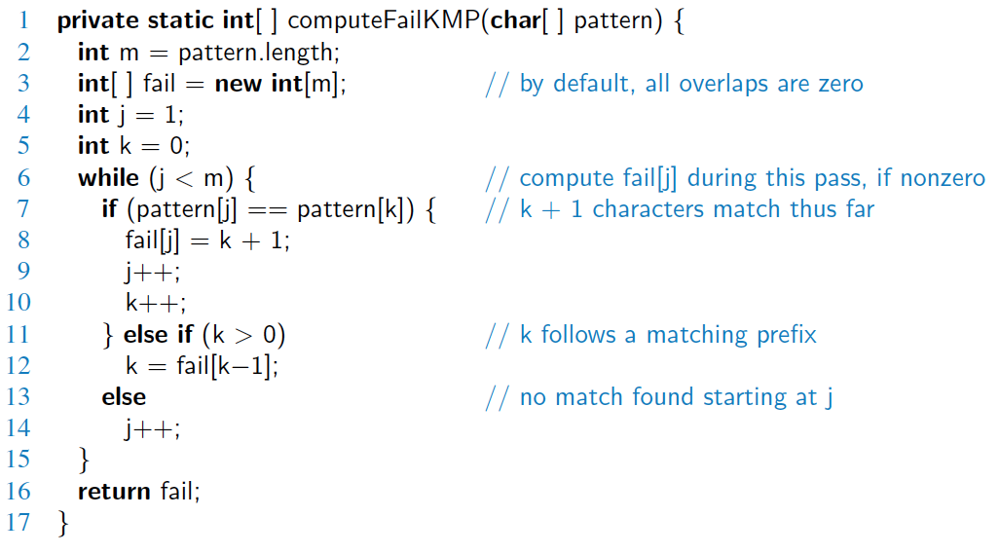 1 private static int[ ] computeFailKMP(char[ ] pattern) {
2 int m = pattern.length;
3 int[ ] fail = new int[m]; // by default, all overlaps are zero
4 int j = 1;
5 int k = 0;
6 while (j < m) { // compute fail[j] during this pass, if nonzero
7 if (pattern[j] == pattern[k]) { // k + 1 characters match thus far
8 fail[j] = k + 1;
9 j++;
10 k++;
11 } else if (k > 0) // k follows a matching prefix
12 k = fail[k−1];
13 else // no match found starting at j
14 j++;
15 }
16 return fail;
17 }